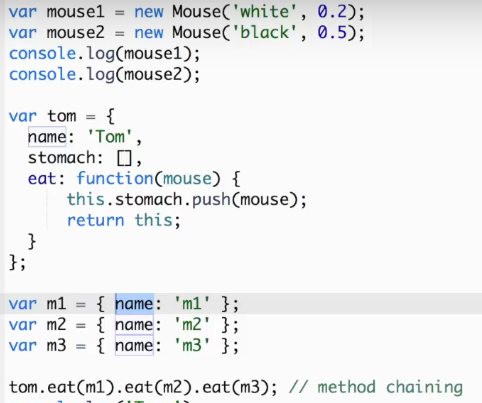 var mouse1 = new Mouse('white', 0.2);
var mouse2 = new Mouse('black', 0.5);
console.log(mouse1);
console.log(mouse2);

var tom = {
  name: 'Tom',
  stomach: [],
  eat: function(mouse) {
      this.stomach.push(mouse);
      return this;
  }
};

var m1 = { name: 'm1' };
var m2 = { name: 'm2' };
var m3 = { name: 'm3' };

tom.eat(m1).eat(m2).eat(m3); // method chaining